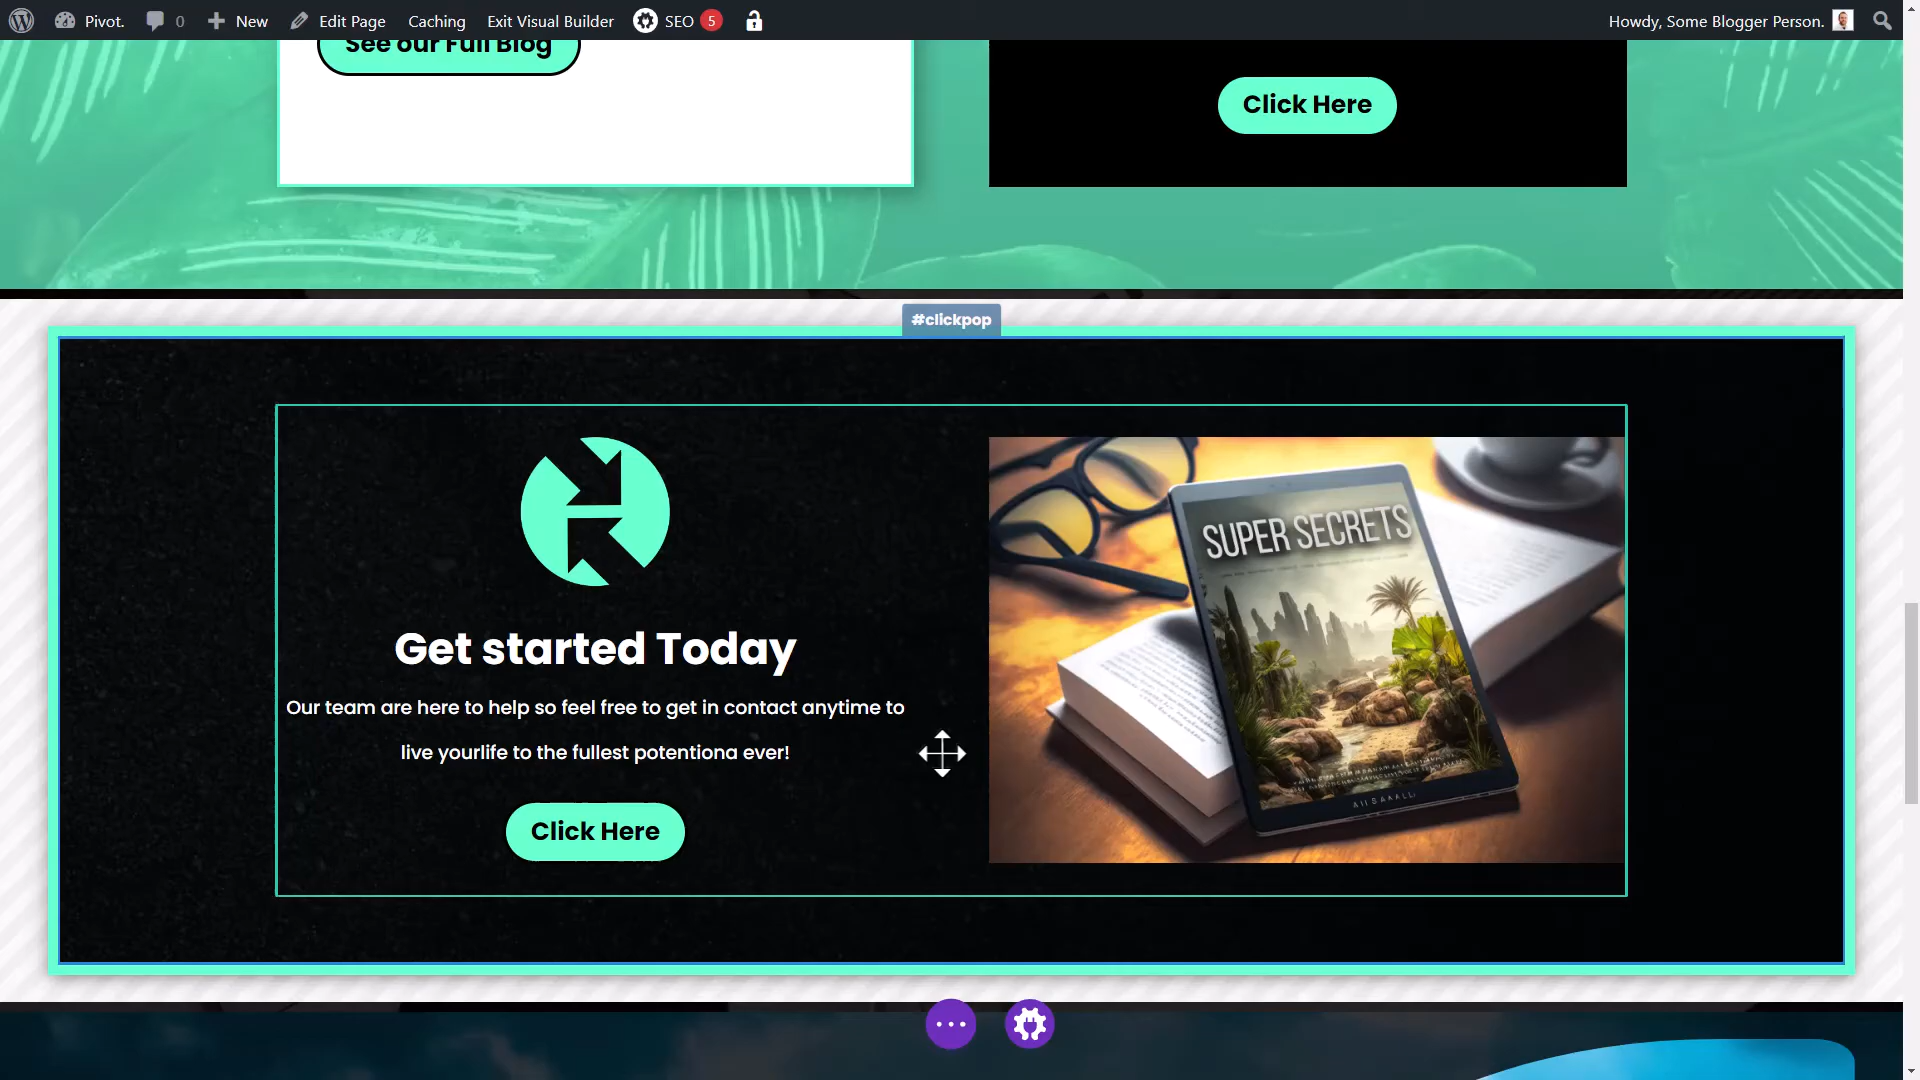 Pivot.
0
New
Edit Page
Caching
Exit Visual Builder
SEO
5
Howdy, Some Blogger Person.
See our Full Blog
Click Here
#clickpop
Get started Today
Our team are here to help so feel free to get in contact anytime to
live yourlife to the fullest potentiona ever!
Click Here
SUPER SECRETS